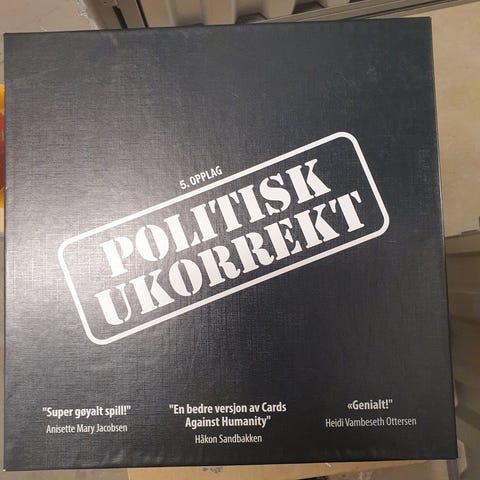 5. OPPLAG
POLITISK
UKORREKT
"Super gøyalt spill!"
Anisette Mary Jacobsen
"En bedre versjon av Cards
Against Humanity"
Håkon Sandbakken
«Genialt!"
Heidi Vambeseth Ottersen